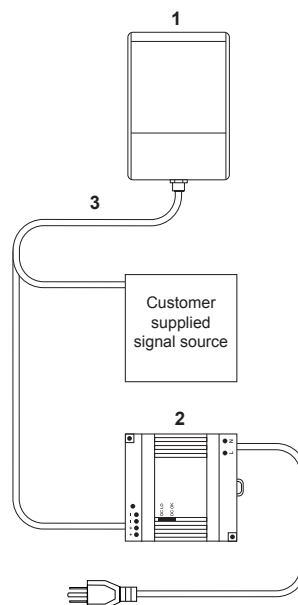 1
3
Customer
supplied
signal source
2
N
L
DC LO
DC OK
-
-
+
+